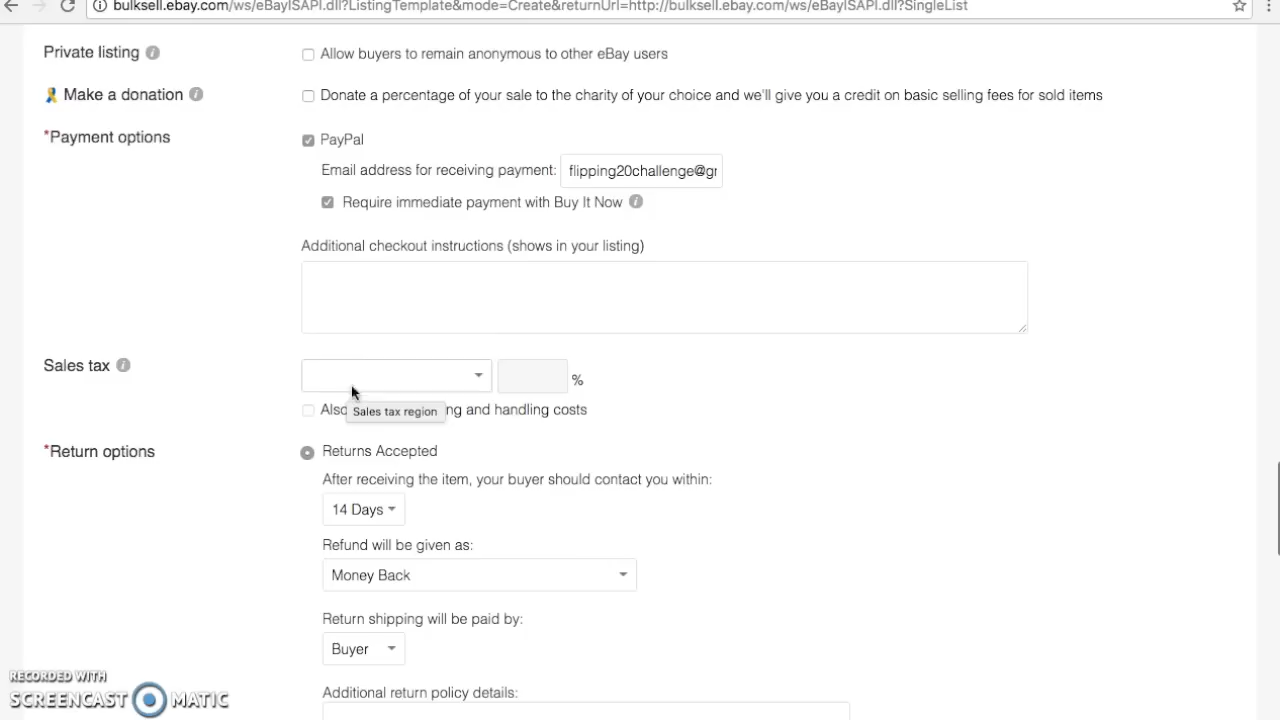 bulksell.ebay.com/ws/eBayISAPI.dll?ListingTemplate&mode=Create&returnUrl=http://bulksell.ebay.com/ws/eBayISAPI.dll?SingleList
Private listing
Allow buyers to remain anonymous to other eBay users
Make a donation
Donate a percentage of your sale to the charity of your choice and we'll give you a credit on basic selling fees for sold items
*Payment options
PayPal
Email address for receiving payment: flipping20challenge@gr
Require immediate payment with Buy It Now
Additional checkout instructions (shows in your listing)
Sales tax
%
Also ng and handling costs
Sales tax region
*Return options
Returns Accepted
After receiving the item, your buyer should contact you within:
14 Days
Refund will be given as:
Money Back
Return shipping will be paid by:
Buyer
Additional return policy details:
RECORDED WITH
SCREENCAST MATIC